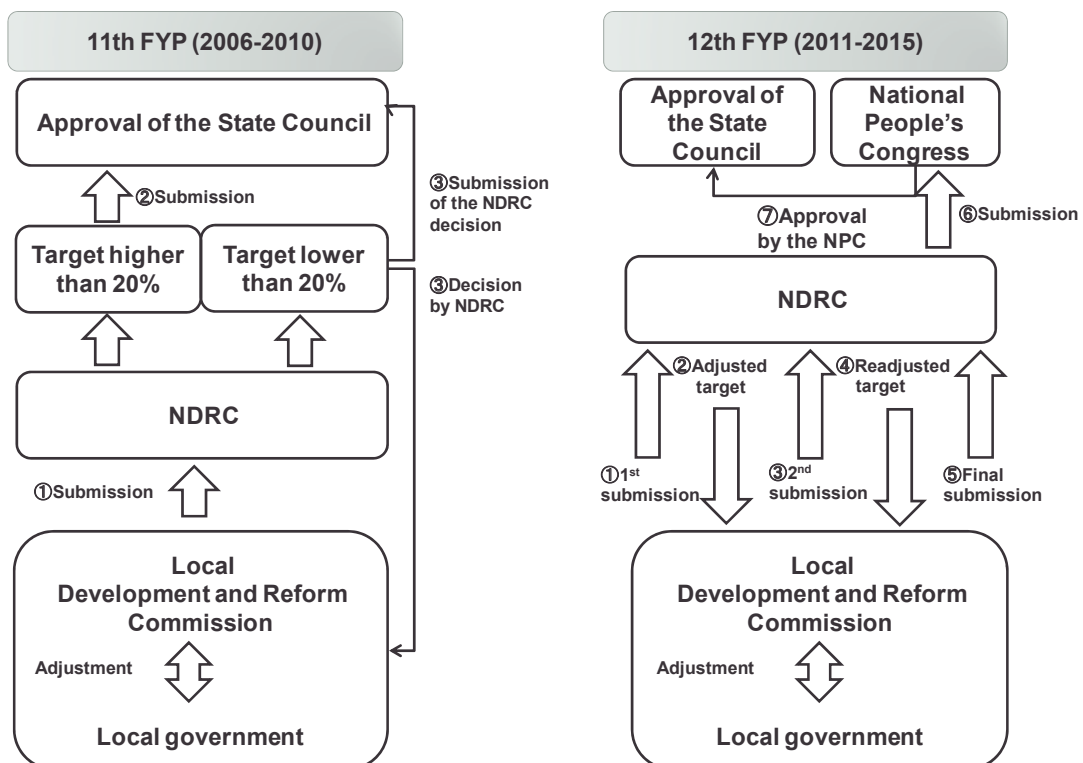 11th FYP (2006-2010)
Approval of the State Council
②Submission
③Submission
of the NDRC
decision
Target higher
than 20%
Target lower
than 20%
③Decision
by NDRC
NDRC
①Submission
Local
Development and Reform
Commission
Adjustment
Local government
12th FYP (2011-2015)
Approval of
the State
Council
National
People's
Congress
⑦Approval
by the NPC
⑥Submission
NDRC
②Adjusted
target
④Readjusted
target
①1st
submission
③2nd
submission
⑤Final
submission
Local
Development and Reform
Commission
Adjustment
Local government